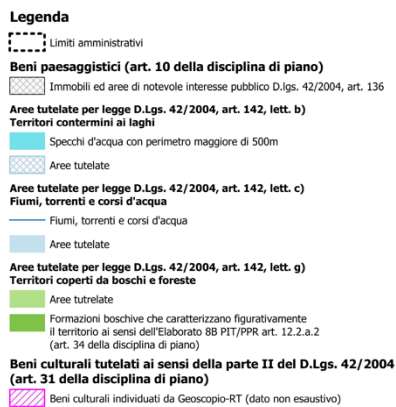 Legenda
Limiti amministrativi
Beni paesaggistici (art. 10 della disciplina di piano)
Immobili ed aree di notevole interesse pubblico D.lgs. 42/2004, art. 136
Aree tutelate per legge D.Lgs. 42/2004, art. 142, lett. b)
Territori contermini ai laghi
Specchi d'acqua con perimetro maggiore di 500m
Aree tutelate
Aree tutelate per legge D.Lgs. 42/2004, art. 142, lett. c)
Fiumi, torrenti e corsi d'acqua
Fiumi, torrenti e corsi d'acqua
Aree tutelate
Aree tutelate per legge D.Lgs. 42/2004, art. 142, lett. g)
Territori coperti da boschi e foreste
Aree tutrelate
Formazioni boschive che caratterizzano figurativamente
il territorio ai sensi dell'Elaborato 8B PIT/PPR art. 12.2.a.2
(art. 34 della disciplina di piano)
Beni culturali tutelati ai sensi della parte II del D.Lgs. 42/2004
(art. 31 della disciplina di piano)
Beni culturali individuati da Geoscopio-RT (dato non esaustivo)